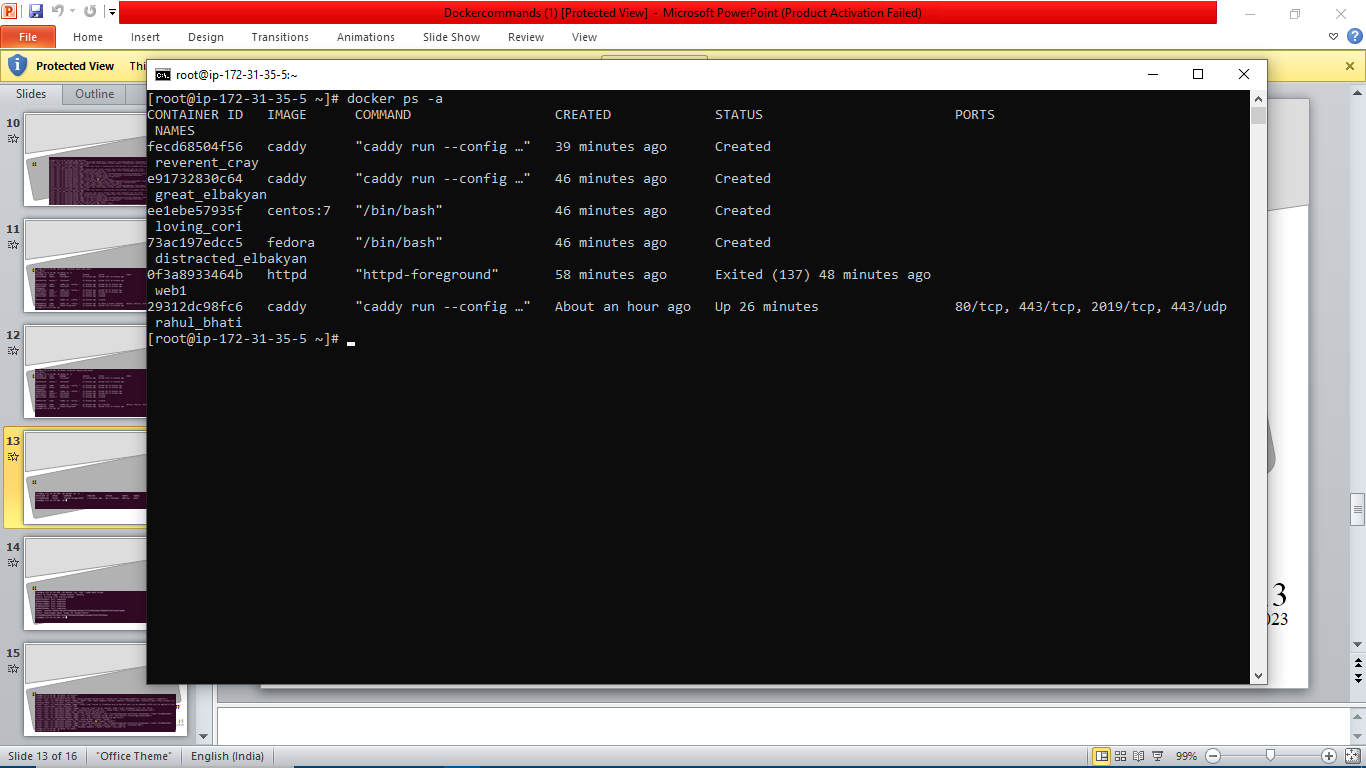 Dockercommands (1) [Protected View] - Microsoft PowerPoint (Product Activation Failed)
File Home Insert Design Transitions Animations Slide Show Review View
Protected View Thi
Slides Outline
root@ip-172-31-35-5:~
[root@ip-172-31-35-5 ~]# docker ps -a
CONTAINER ID IMAGE COMMAND CREATED STATUS PORTS
NAMES
fecd68504f56 caddy "caddy run --config …" 39 minutes ago Created
reverent_cray
e91732830c64 caddy "caddy run --config …" 46 minutes ago Created
great_elbakyan
ee1ebe57935f centos:7 "/bin/bash" 46 minutes ago Created
loving_cori
73ac197edcc5 fedora "/bin/bash" 46 minutes ago Created
distracted_elbakyan
0f3a8933464b httpd "httpd-foreground" 58 minutes ago Exited (137) 48 minutes ago
web1
29312dc98fc6 caddy "caddy run --config …" About an hour ago Up 26 minutes 80/tcp, 443/tcp, 2019/tcp, 443/udp
rahul_bhati
[root@ip-172-31-35-5 ~]#
10
11
12
13
14
15
13
023
Slide 13 of 16 "Office Theme" English (India) 99%